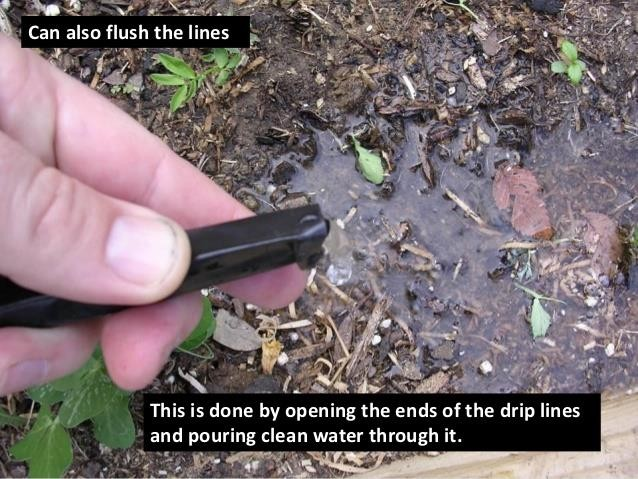 Can also flush the lines
This is done by opening the ends of the drip lines
and pouring clean water through it.